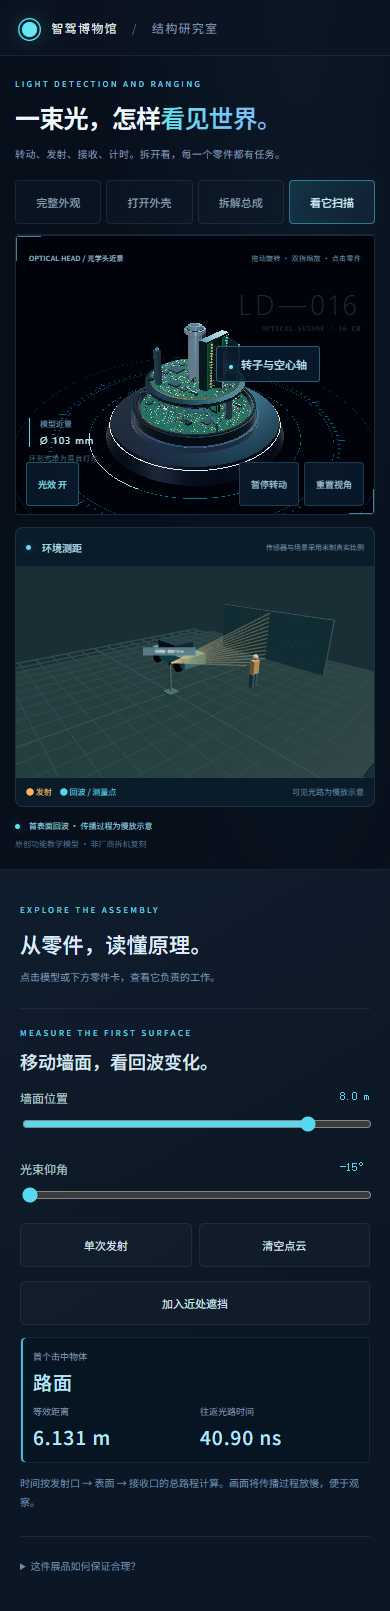 智驾博物馆 / 结构研究室
LIGHT DETECTION AND RANGING
一束光，怎样看见世界。
转动、发射、接收、计时。拆开看，每一个零件都有任务。
完整外观 打开外壳 拆解总成 看它扫描
OPTICAL HEAD / 光学头近景 拖动旋转 · 双指缩放 · 点击零件
LD—016
OPTICAL SENSOR / 16 CH
转子与空心轴
模型近景
Ø 103 mm
光效 开 暂停转动 重置视角
环境测距 传感器与场景采用米制真实比例
发射 回波 / 测量点 可见光路为慢放示意
首表面回波 · 传播过程为慢放示意
原创功能教学模型 · 非厂商拆机复刻
EXPLORE THE ASSEMBLY
从零件，读懂原理。
点击模型或下方零件卡，查看它负责的工作。
MEASURE THE FIRST SURFACE
移动墙面，看回波变化。
墙面位置 8.0 m
光束仰角 −15°
单次发射 清空点云
加入近处遮挡
首个击中物体
路面
等效距离 往返光路时间
6.131 m 40.90 ns
时间按发射口 → 表面 → 接收口的总路程计算。画面将传播过程放慢，便于观
察。
▶ 这件展品如何保证合理?